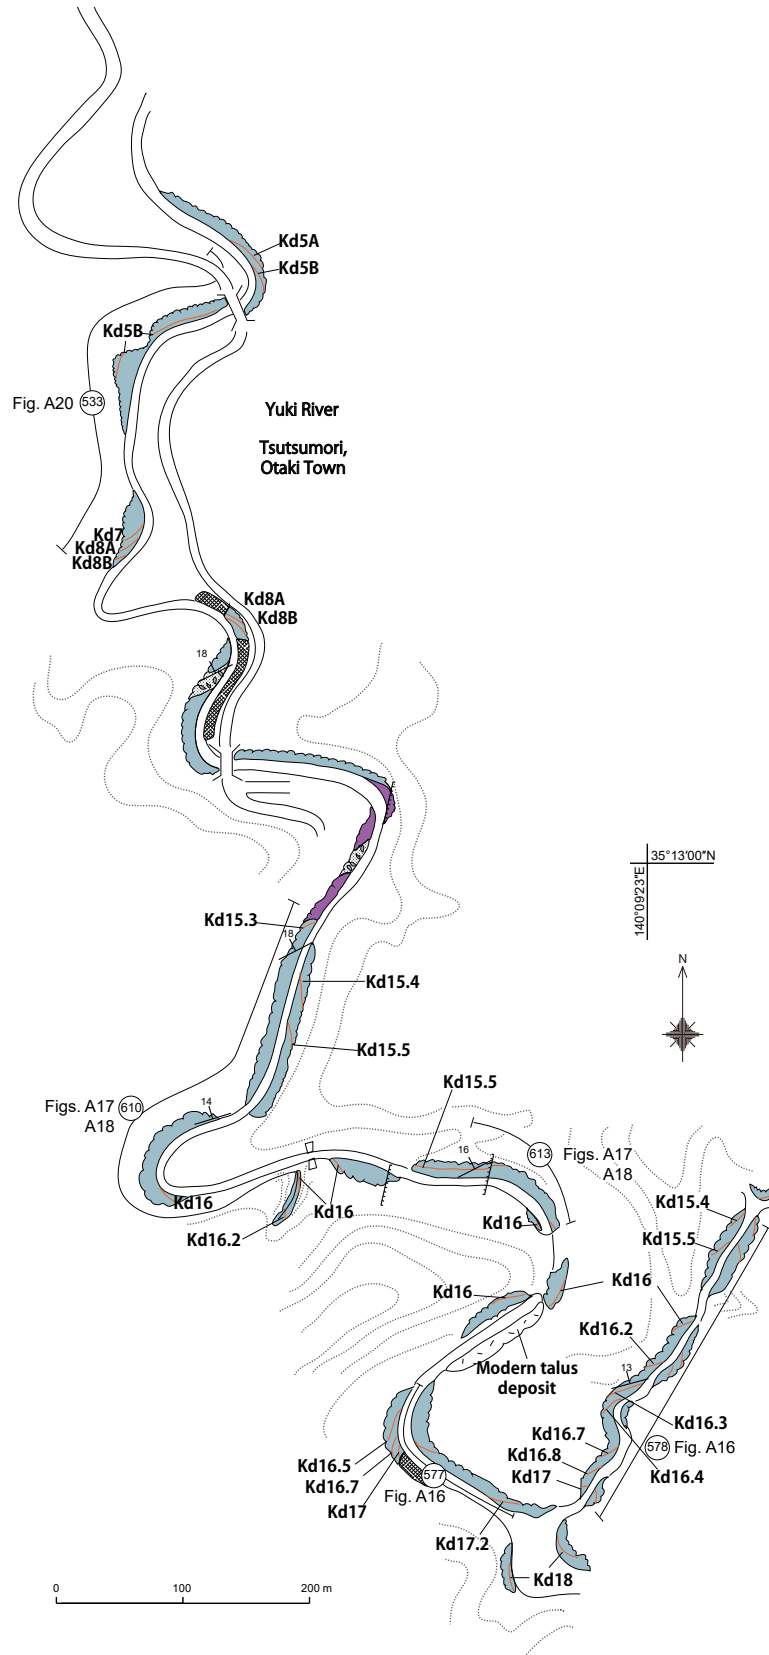 Kd5A
Kd5B
Kd5B
Fig. A20 533
Yuki River
Tsutsumori,
Otaki Town
Kd7
Kd8A
Kd8B
Kd8A
Kd8B
18
35°13′00″N
140°09′23″E
Kd15.3
18
Kd15.4
N
Kd15.5
Kd15.5
Figs. A17 610
A18
14
16
613 Figs. A17
A18
Kd16
Kd16
Kd16.2
Kd16
Kd15.4
Kd15.5
Kd16
Kd16
Kd16.2
Modern talus
deposit
13
Kd16.3
Kd16.7
Kd16.8
Kd17
578 Fig. A16
Kd16.4
Kd16.5
Kd16.7
Kd17
577
Fig. A16
Kd17.2
Kd18
0 100 200 m